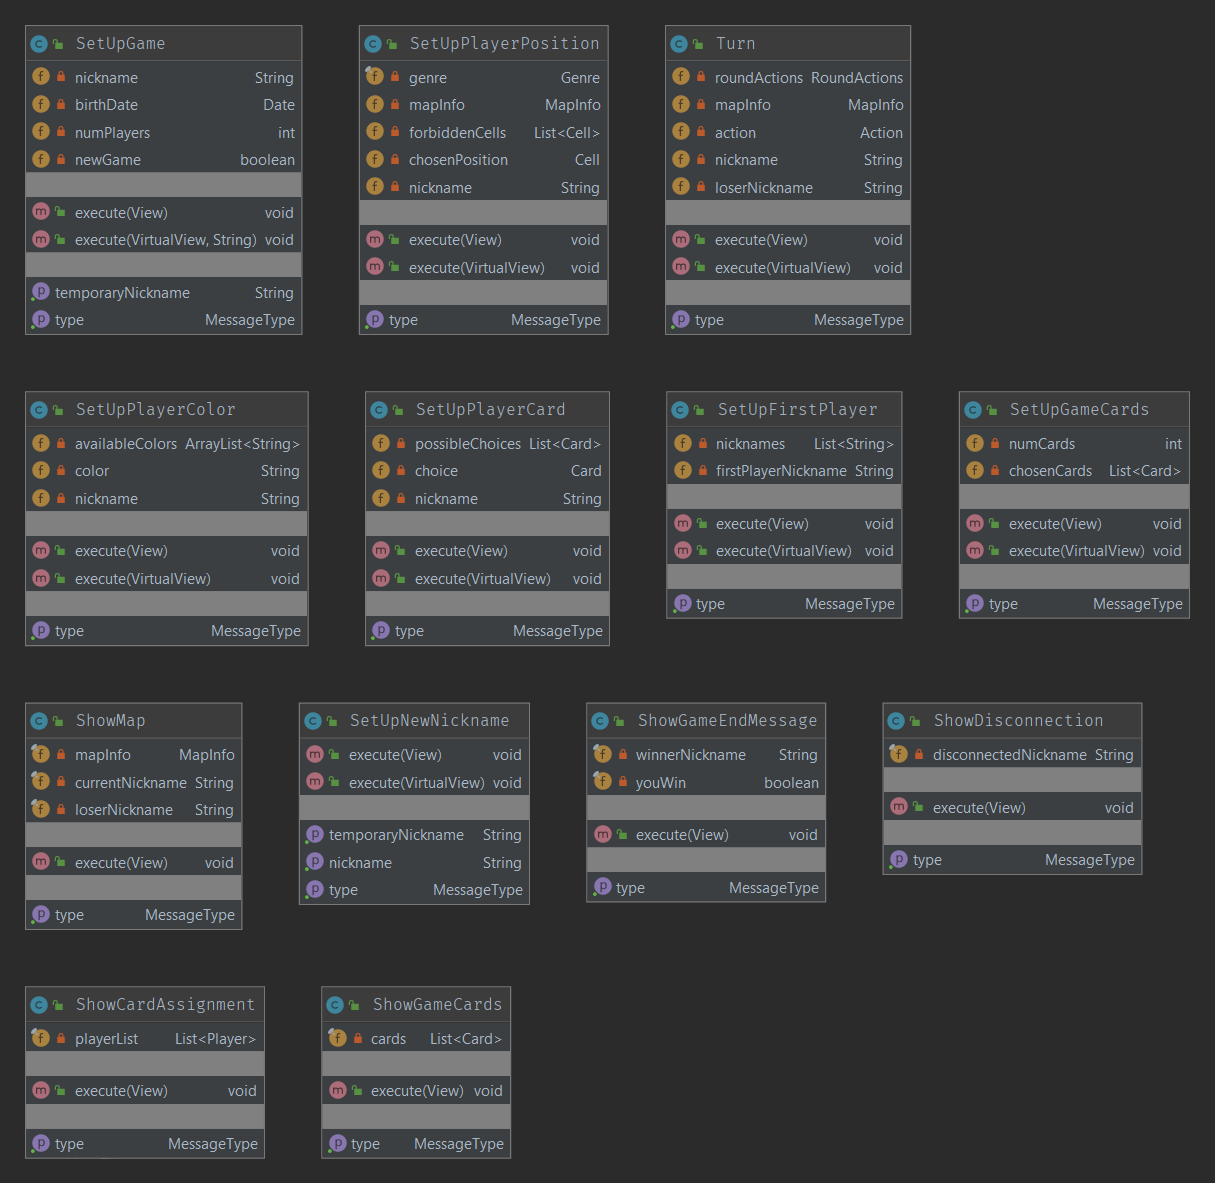 SetUpGame
nickname String
birthDate Date
numPlayers int
newGame boolean
execute(View) void
execute(VirtualView, String) void
temporaryNickname String
type MessageType
SetUpPlayerPosition
genre Genre
mapInfo MapInfo
forbiddenCells List<Cell>
chosenPosition Cell
nickname String
execute(View) void
execute(VirtualView) void
type MessageType
Turn
roundActions RoundActions
mapInfo MapInfo
action Action
nickname String
loserNickname String
execute(View) void
execute(VirtualView) void
type MessageType
SetUpPlayerColor
availableColors ArrayList<String>
color String
nickname String
execute(View) void
execute(VirtualView) void
type MessageType
SetUpPlayerCard
possibleChoices List<Card>
choice Card
nickname String
execute(View) void
execute(VirtualView) void
type MessageType
SetUpFirstPlayer
nicknames List<String>
firstPlayerNickname String
execute(View) void
execute(VirtualView) void
type MessageType
SetUpGameCards
numCards int
chosenCards List<Card>
execute(View) void
execute(VirtualView) void
type MessageType
ShowMap
mapInfo MapInfo
currentNickname String
loserNickname String
execute(View) void
type MessageType
SetUpNewNickname
execute(View) void
execute(VirtualView) void
temporaryNickname String
nickname String
type MessageType
ShowGameEndMessage
winnerNickname String
youWin boolean
execute(View) void
type MessageType
ShowDisconnection
disconnectedNickname String
execute(View) void
type MessageType
ShowCardAssignment
playerList List<Player>
execute(View) void
type MessageType
ShowGameCards
cards List<Card>
execute(View) void
type MessageType